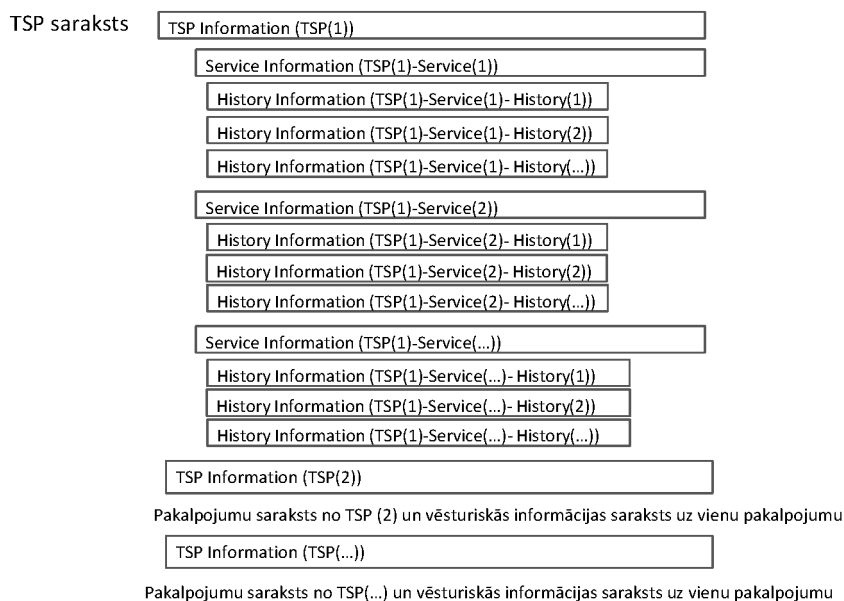 TSP saraksts
TSP Information (TSP(1))
Service Information (TSP(1)-Service(1))
History Information (TSP(1)-Service(1)- History(1))
History Information (TSP(1)-Service(1)- History(2))
History Information (TSP(1)-Service(1)- History(...))
Service Information (TSP(1)-Service(2))
History Information (TSP(1)-Service(2)- History(1))
History Information (TSP(1)-Service(2)- History(2))
History Information (TSP(1)-Service(2)- History(...))
Service Information (TSP(1)-Service(...))
History Information (TSP(1)-Service(...)- History(1))
History Information (TSP(1)-Service(...)- History(2))
History Information (TSP(1)-Service(...)- History(...))
TSP Information (TSP(2))
Pakalpojumu saraksts no TSP (2) un vēsturiskās informācijas saraksts uz vienu pakalpojumu
TSP Information (TSP(...))
Pakalpojumu saraksts no TSP(...) un vēsturiskās informācijas saraksts uz vienu pakalpojumu